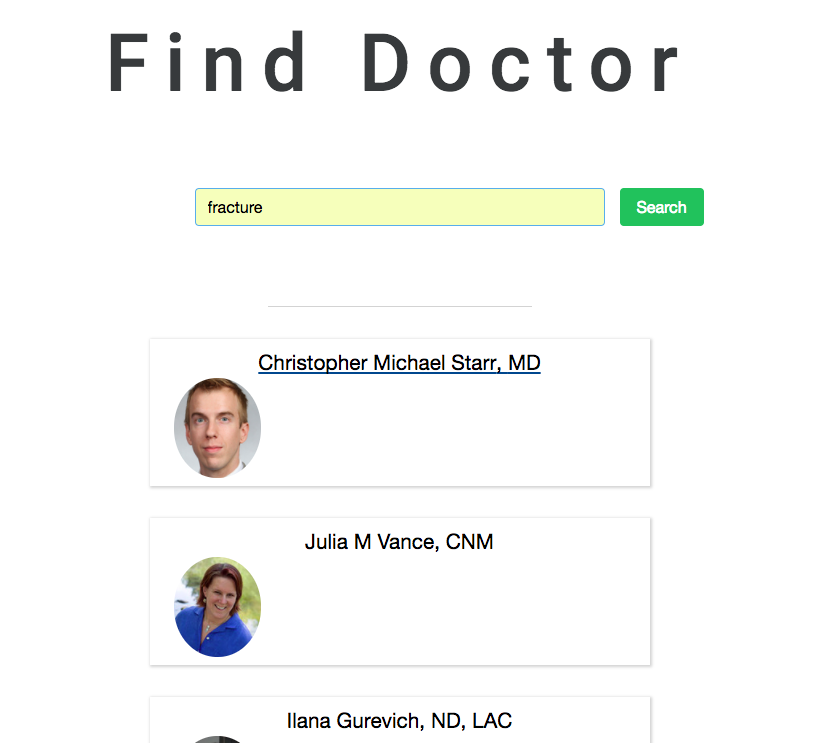 Find Doctor
fracture
Search
Christopher Michael Starr, MD
Julia M Vance, CNM
Ilana Gurevich, ND, LAC